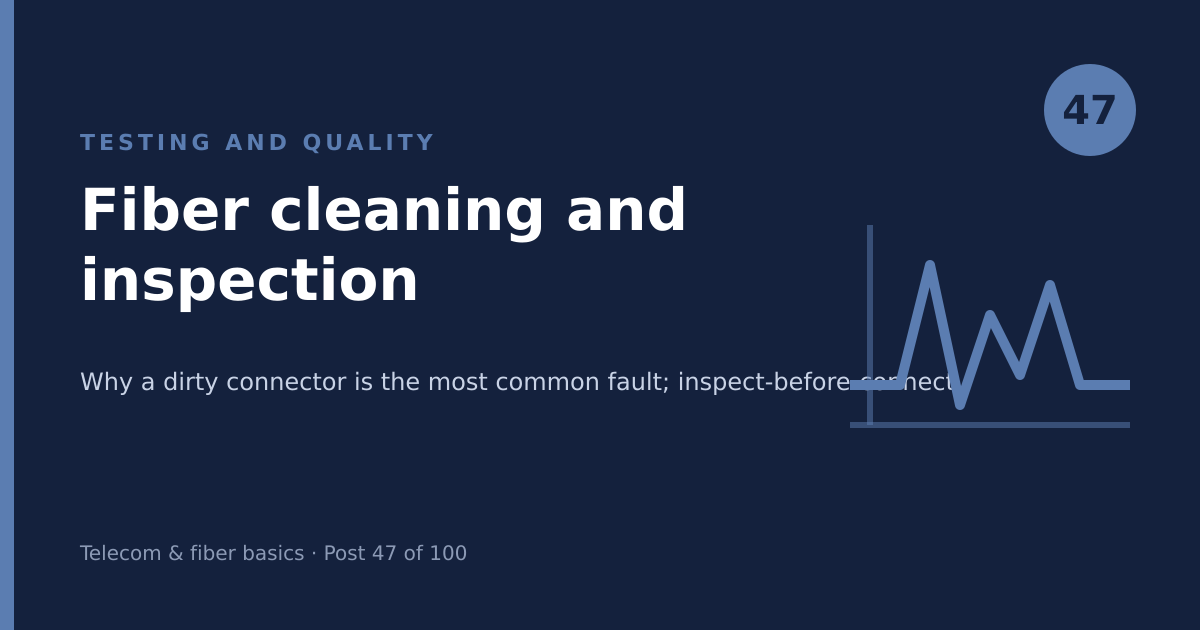 47
TESTING AND QUALITY
Fiber cleaning and
inspection
Why a dirty connector is the most common fault; inspect-before-connect
Telecom & fiber basics · Post 47 of 100